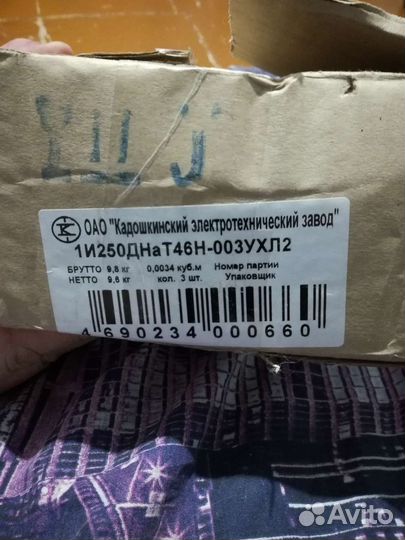 ОАО "Кадошкинский электротехнический завод"
1И250ДНаТ46Н-003УХЛ2
БРУТТО 9,8 кг 0,0034 куб.м Номер партии
НЕТТО 9,6 кг кол. 3 шт. Упаковщик
4 690234 000660
Avito